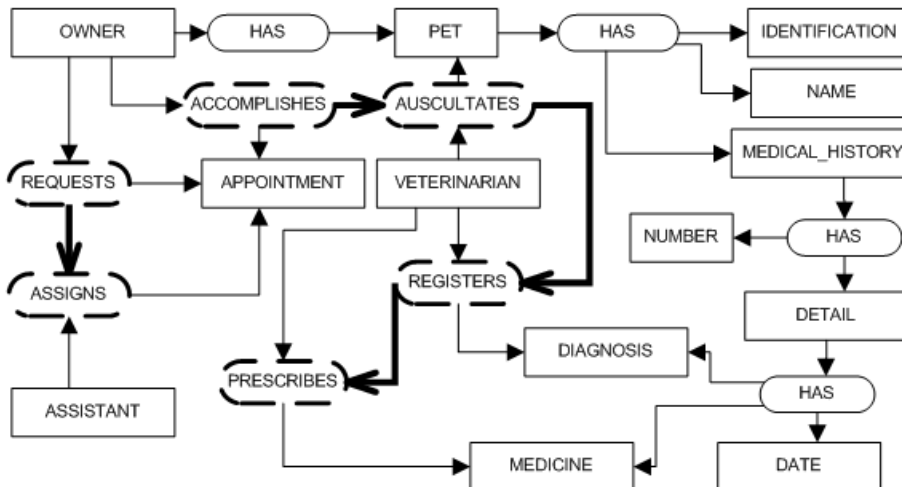 OWNER
HAS
PET
HAS
IDENTIFICATION
NAME
ACCOMPLISHES
AUSCULTATES
MEDICAL_HISTORY
REQUESTS
APPOINTMENT
VETERINARIAN
NUMBER
HAS
ASSIGNS
REGISTERS
DETAIL
DIAGNOSIS
PRESCRIBES
HAS
ASSISTANT
MEDICINE
DATE